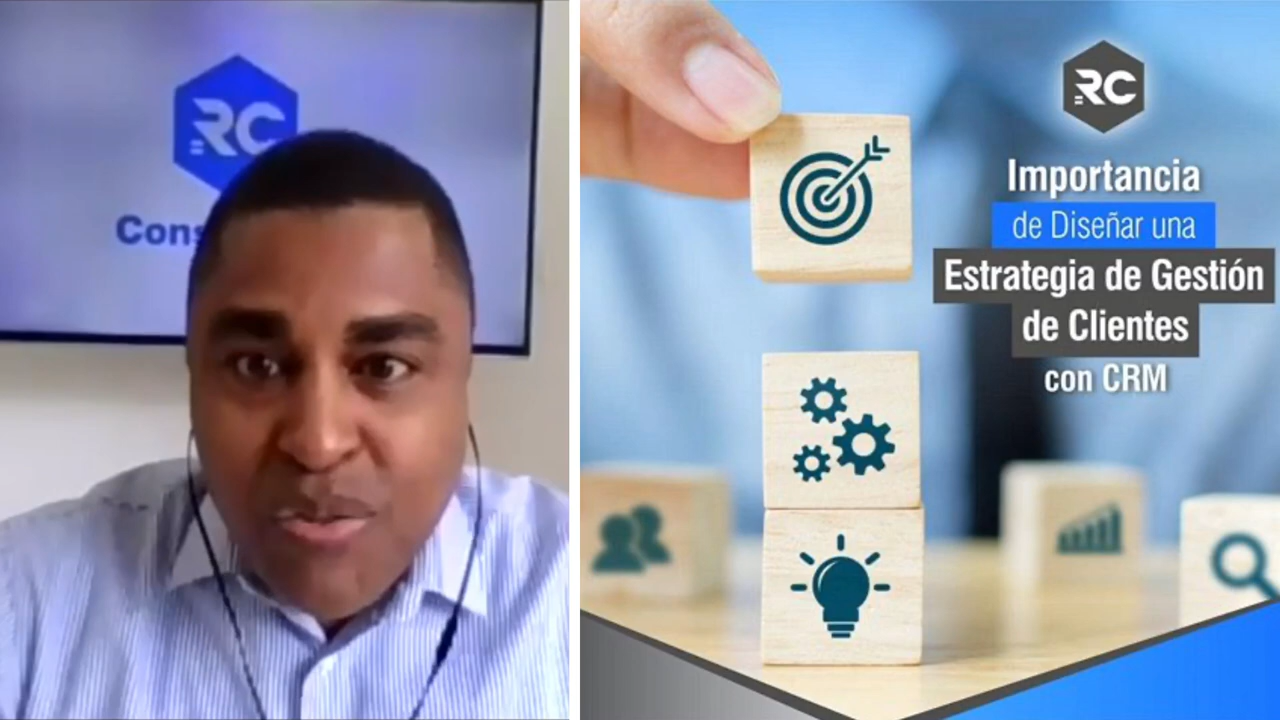 RC
Cons
RC
Importancia
de Diseñar una
Estrategia de Gestión
de Clientes
con CRM